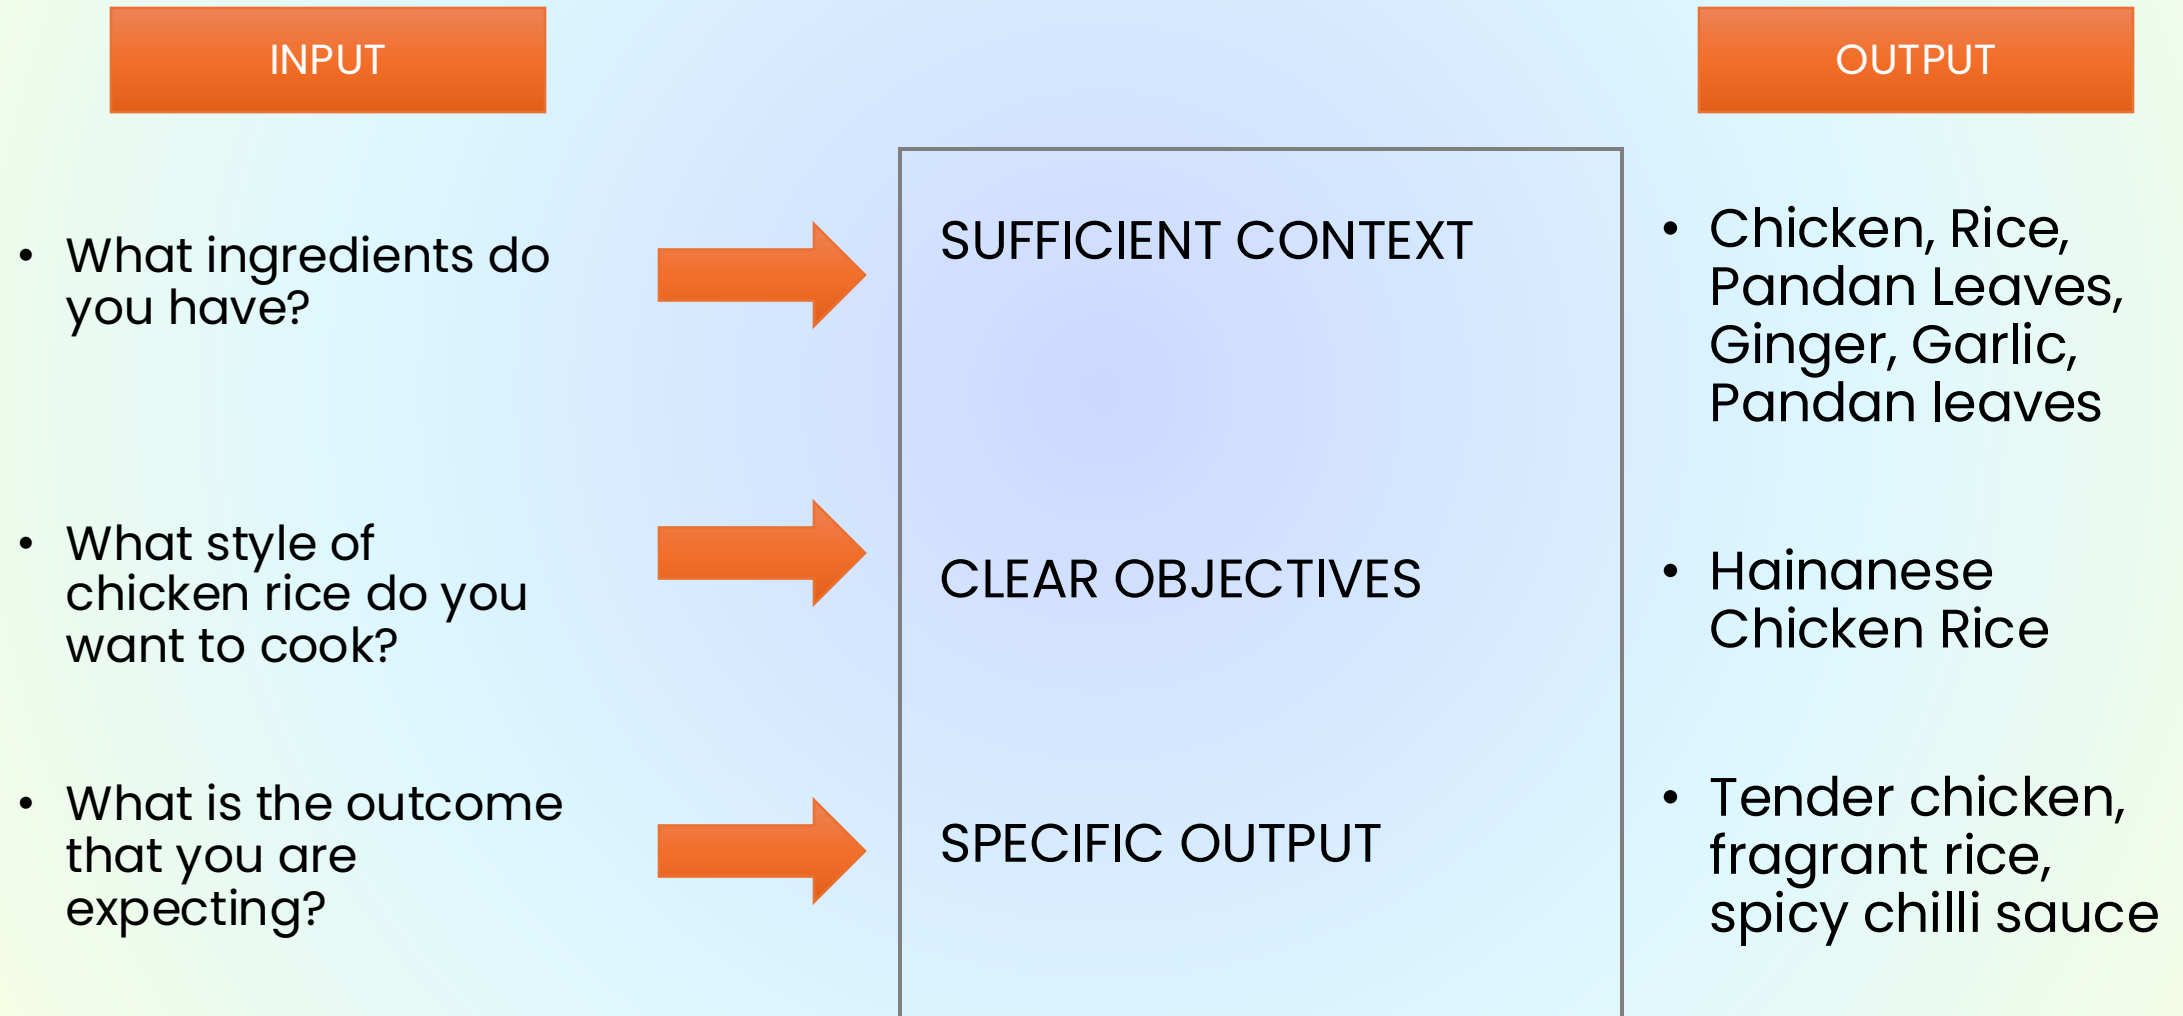 INPUT
OUTPUT
• What ingredients do
you have?
SUFFICIENT CONTEXT
• Chicken, Rice,
Pandan Leaves,
Ginger, Garlic,
Pandan leaves
• What style of
chicken rice do you
want to cook?
CLEAR OBJECTIVES
• Hainanese
Chicken Rice
• What is the outcome
that you are
expecting?
SPECIFIC OUTPUT
• Tender chicken,
fragrant rice,
spicy chilli sauce